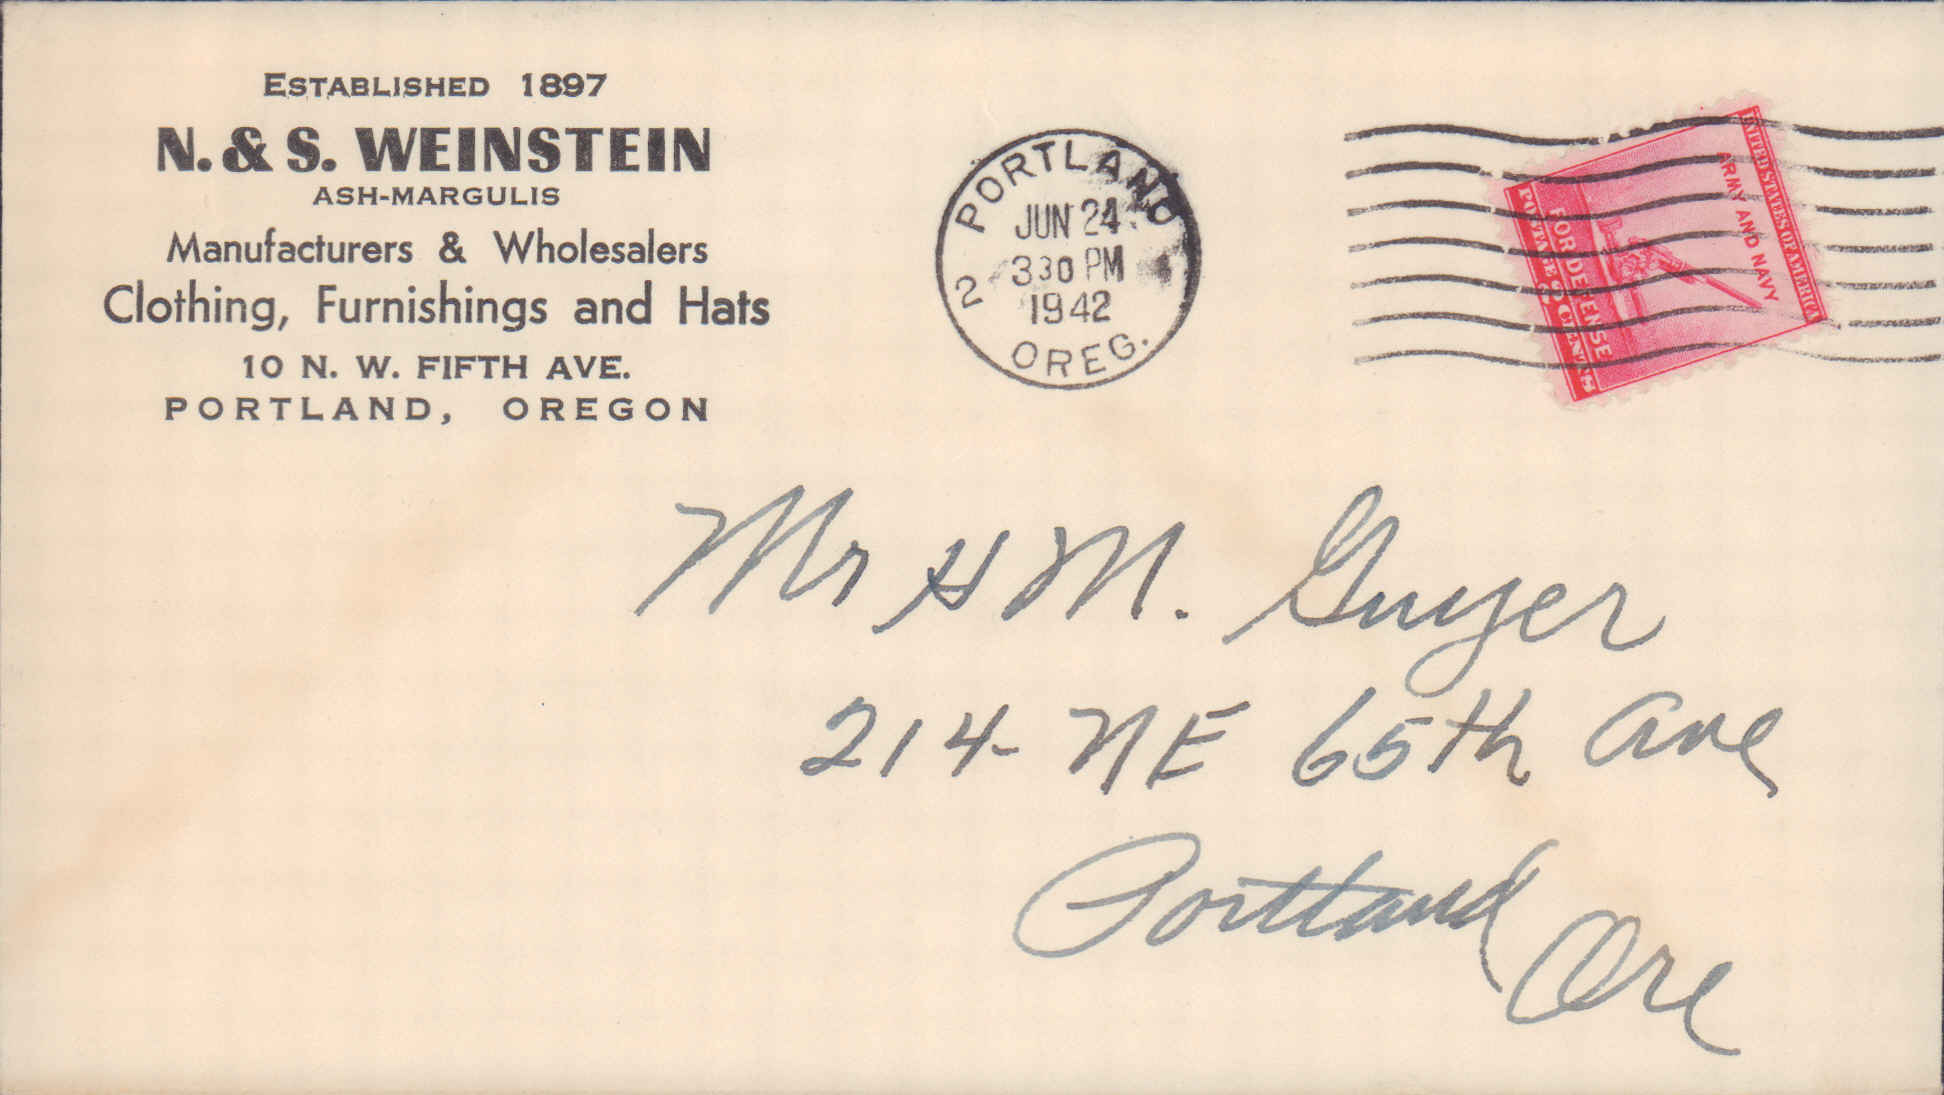 ESTABLISHED 1897
N. & S. WEINSTEIN
ASH-MARGULIS
Manufacturers & Wholesalers
Clothing, Furnishings and Hats
10 N. W. FIFTH AVE.
PORTLAND, OREGON
PORTLAND
JUN 24
330 PM
1942
2
OREG.
UNITED STATES OF AMERICA
ARMY AND NAVY
FOR DEFENSE
POSTAGE 2 CENTS
Mr H M. Guyer
214- NE 65th Ave
Portland
Ore